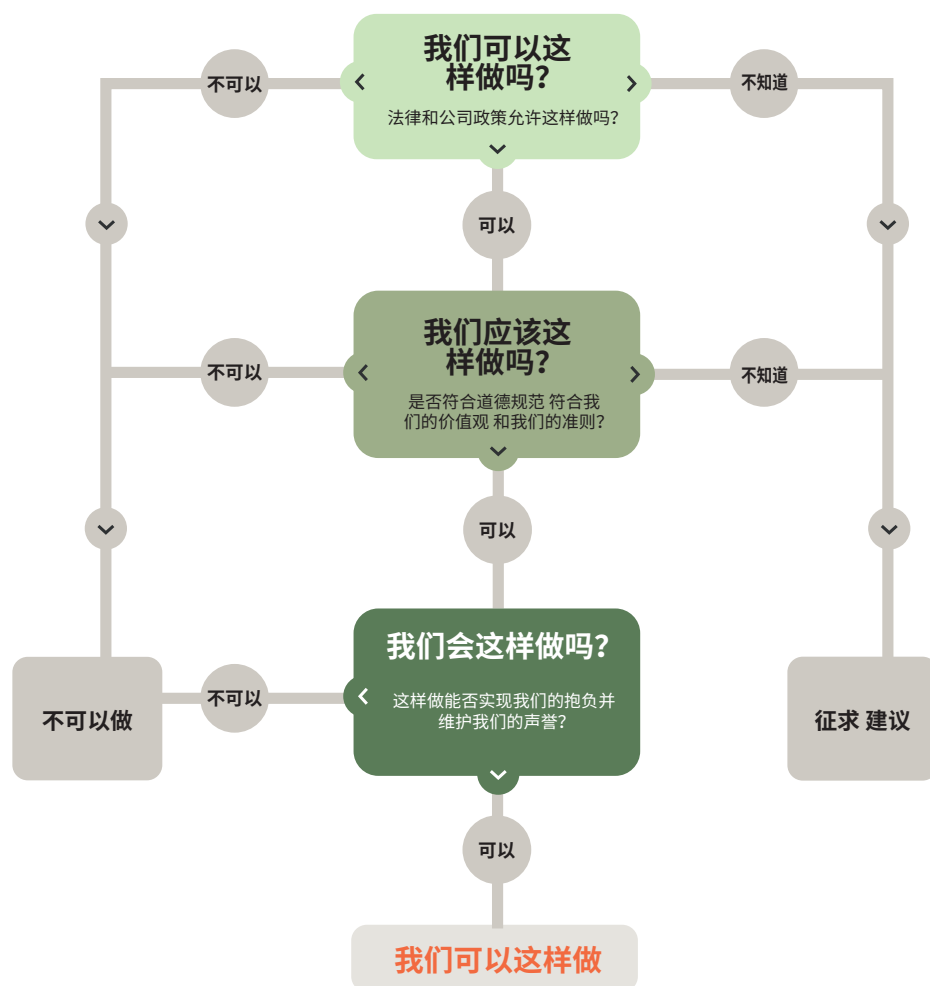 我们可以这
样做吗？
不可以
不知道
法律和公司政策允许这样做吗？
可以
我们应该这
样做吗？
不可以
不知道
是否符合道德规范 符合我
们的价值观 和我们的准则？
可以
我们会这样做吗？
不可以
这样做能否实现我们的抱负并
维护我们的声誉？
不可以做
征求 建议
可以
我们可以这样做